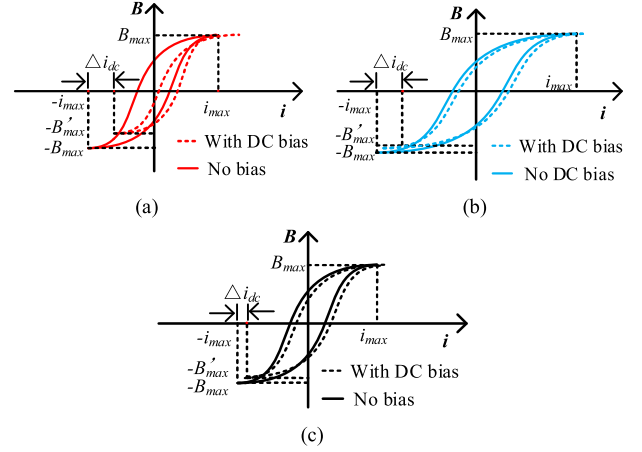 B
B_max
△ i_dc
-i_max
i_max
i
-B'_max
-B_max
With DC bias
No bias
(a)
B
B_max
△ i_dc
-i_max
i_max
i
-B'_max
-B_max
With DC bias
No DC bias
(b)
B
B_max
△ i_dc
-i_max
i_max
i
-B'_max
-B_max
With DC bias
No bias
(c)